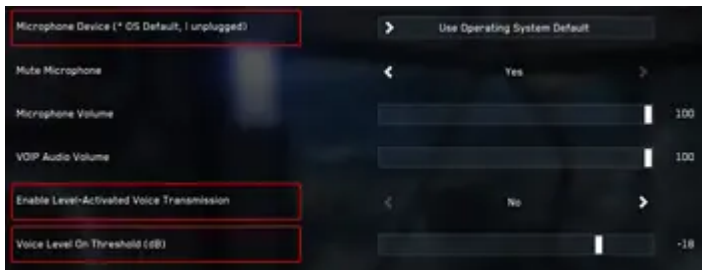 Microphone Device (* OS Default, | unplugged) Use Operating System Default
Mute Microphone Yes
Microphone Volume 100
VOIP Audio Volume 100
Enable Level-Activated Voice Transmission No
Voice Level On Threshold (dB) -18